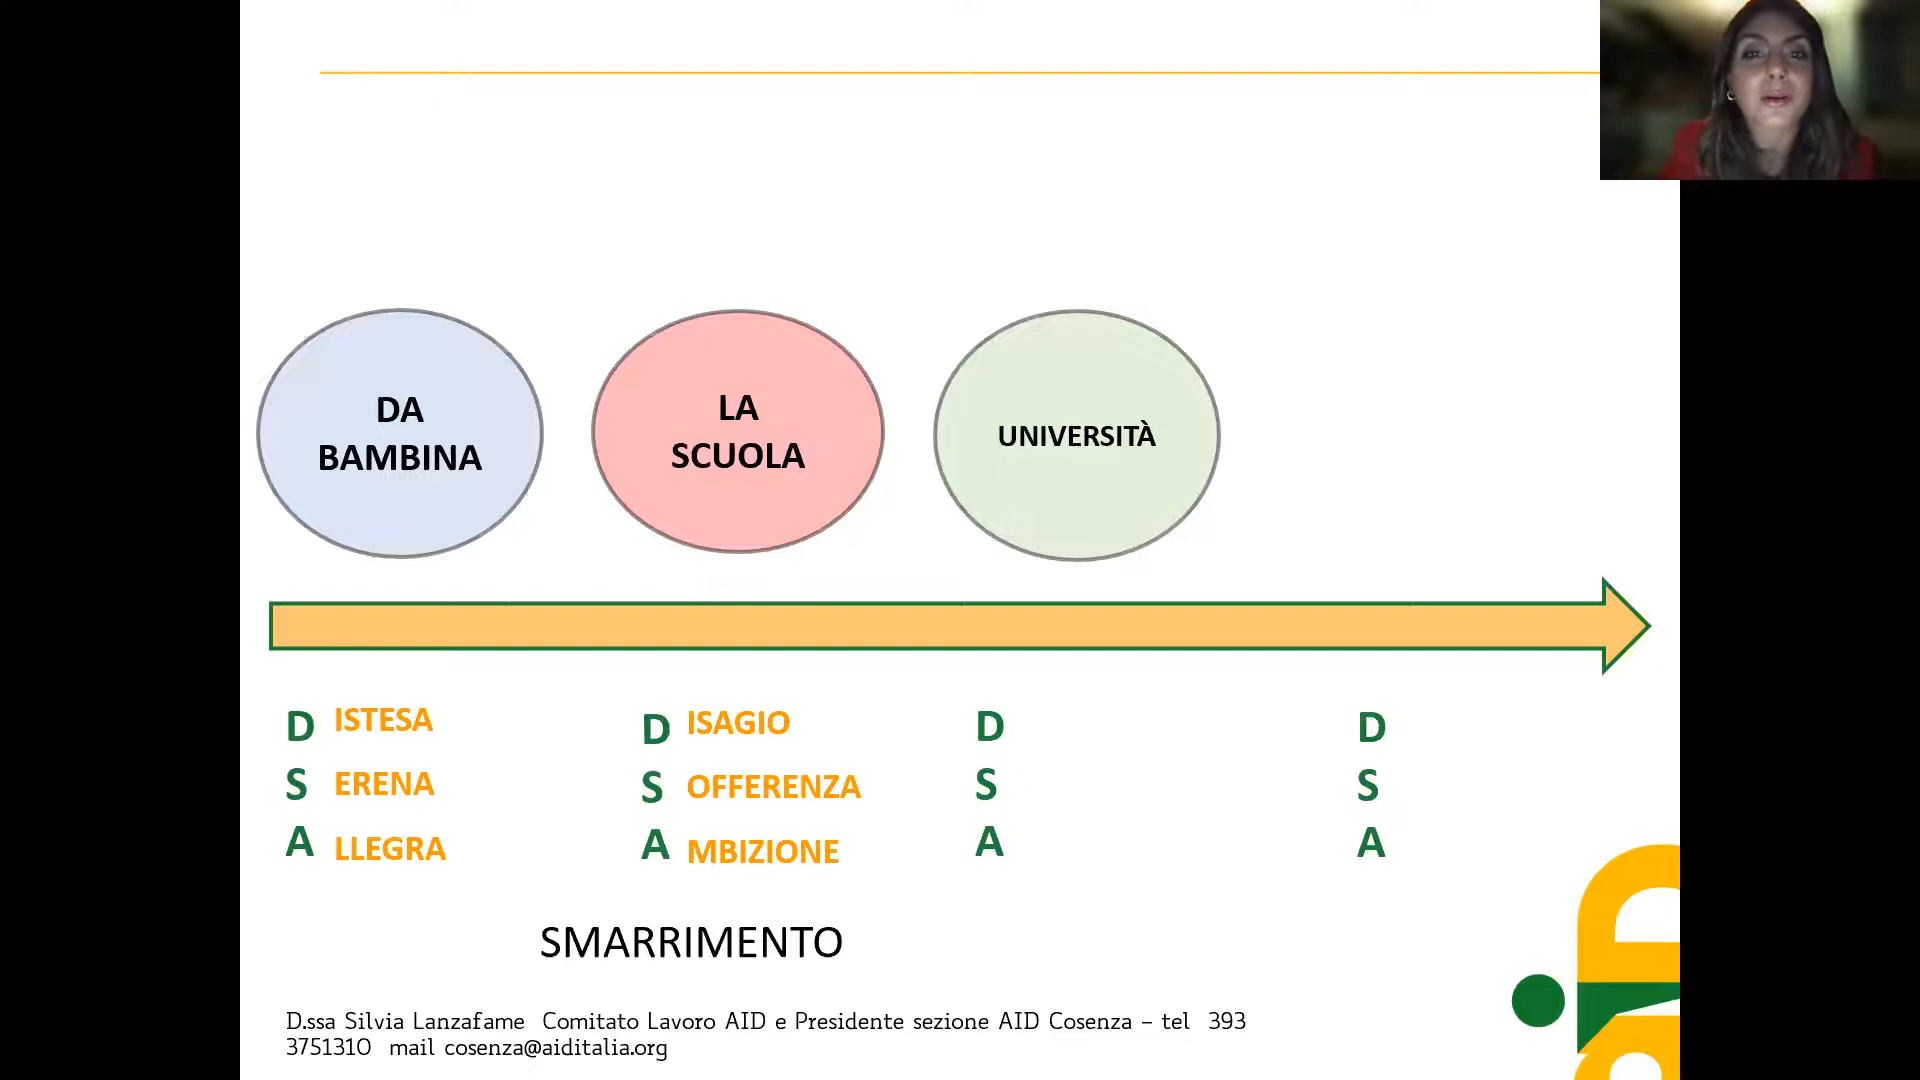 DA
BAMBINA
LA
SCUOLA
UNIVERSITÀ
D ISTESA
S ERENA
A LLEGRA
D ISAGIO
S OFFERENZA
A MBIZIONE
D
S
A
D
S
A
SMARRIMENTO
D.ssa Silvia Lanzafame Comitato Lavoro AID e Presidente sezione AID Cosenza – tel 393
3751310 mail cosenza@aiditalia.org